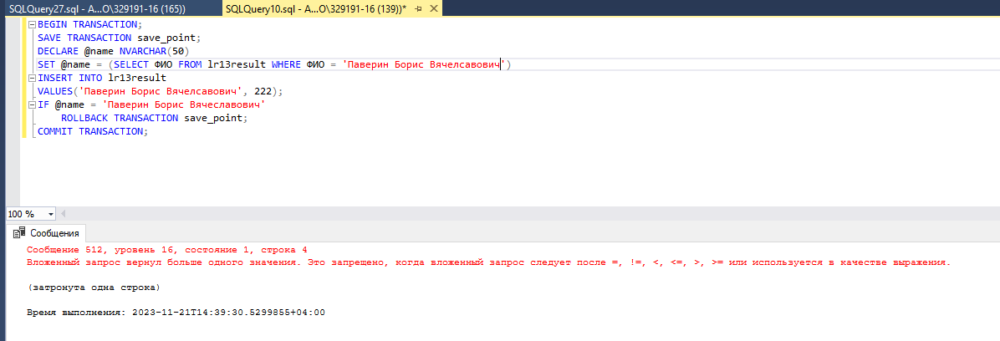 SQLQuery27.sql - A...O\329191-16 (165))
SQLQuery10.sql - A...O\329191-16 (139))*
BEGIN TRANSACTION;
SAVE TRANSACTION save_point;
DECLARE @name NVARCHAR(50)
SET @name = (SELECT ФИО FROM lr13result WHERE ФИО = 'Паверин Борис Вячелсавович')
INSERT INTO lr13result
VALUES('Паверин Борис Вячелсавович', 222);
IF @name = 'Паверин Борис Вячеславович'
ROLLBACK TRANSACTION save_point;
COMMIT TRANSACTION;
100 %
Сообщения
Сообщение 512, уровень 16, состояние 1, строка 4
Вложенный запрос вернул больше одного значения. Это запрещено, когда вложенный запрос следует после =, !=, <, <=, >, >= или используется в качестве выражения.
(затронута одна строка)
Время выполнения: 2023-11-21T14:39:30.5299855+04:00